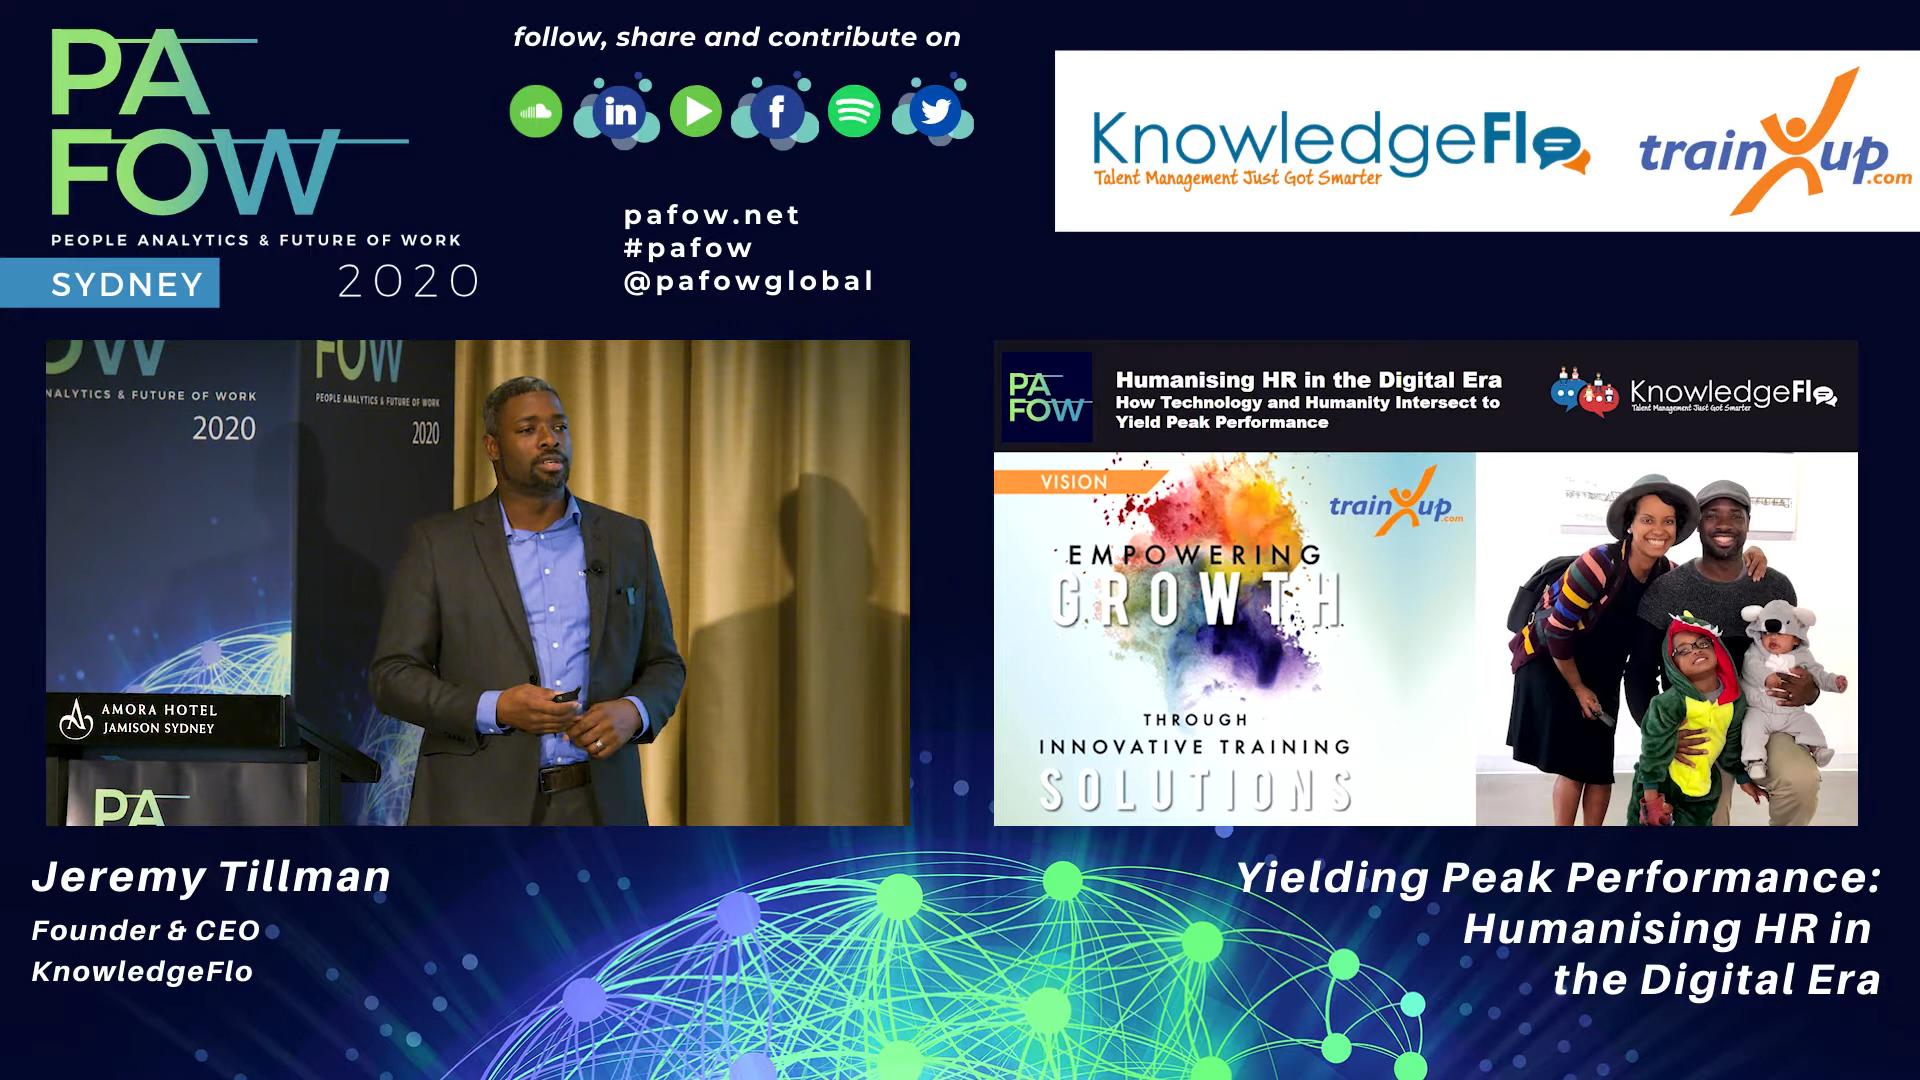 PA
FOW
PEOPLE ANALYTICS & FUTURE OF WORK
SYDNEY
2020
follow, share and contribute on
in
f
pafow.net
#pafow
@pafowglobal
KnowledgeFlo
Talent Management Just Got Smarter
trainXup
.com
OW
NALYTICS & FUTURE OF WORK
2020
FOW
PEOPLE ANALYTICS & FUTURE OF WORK
2020
AMORA HOTEL
JAMISON SYDNEY
PA
PA
FOW
Humanising HR in the Digital Era
How Technology and Humanity Intersect to
Yield Peak Performance
KnowledgeFlo
Talent Management Just Got Smarter
VISION
trainXup
.com
EMPOWERING
GROWTH
THROUGH
INNOVATIVE TRAINING
SOLUTIONS
Jeremy Tillman
Founder & CEO
KnowledgeFlo
Yielding Peak Performance:
Humanising HR in
the Digital Era